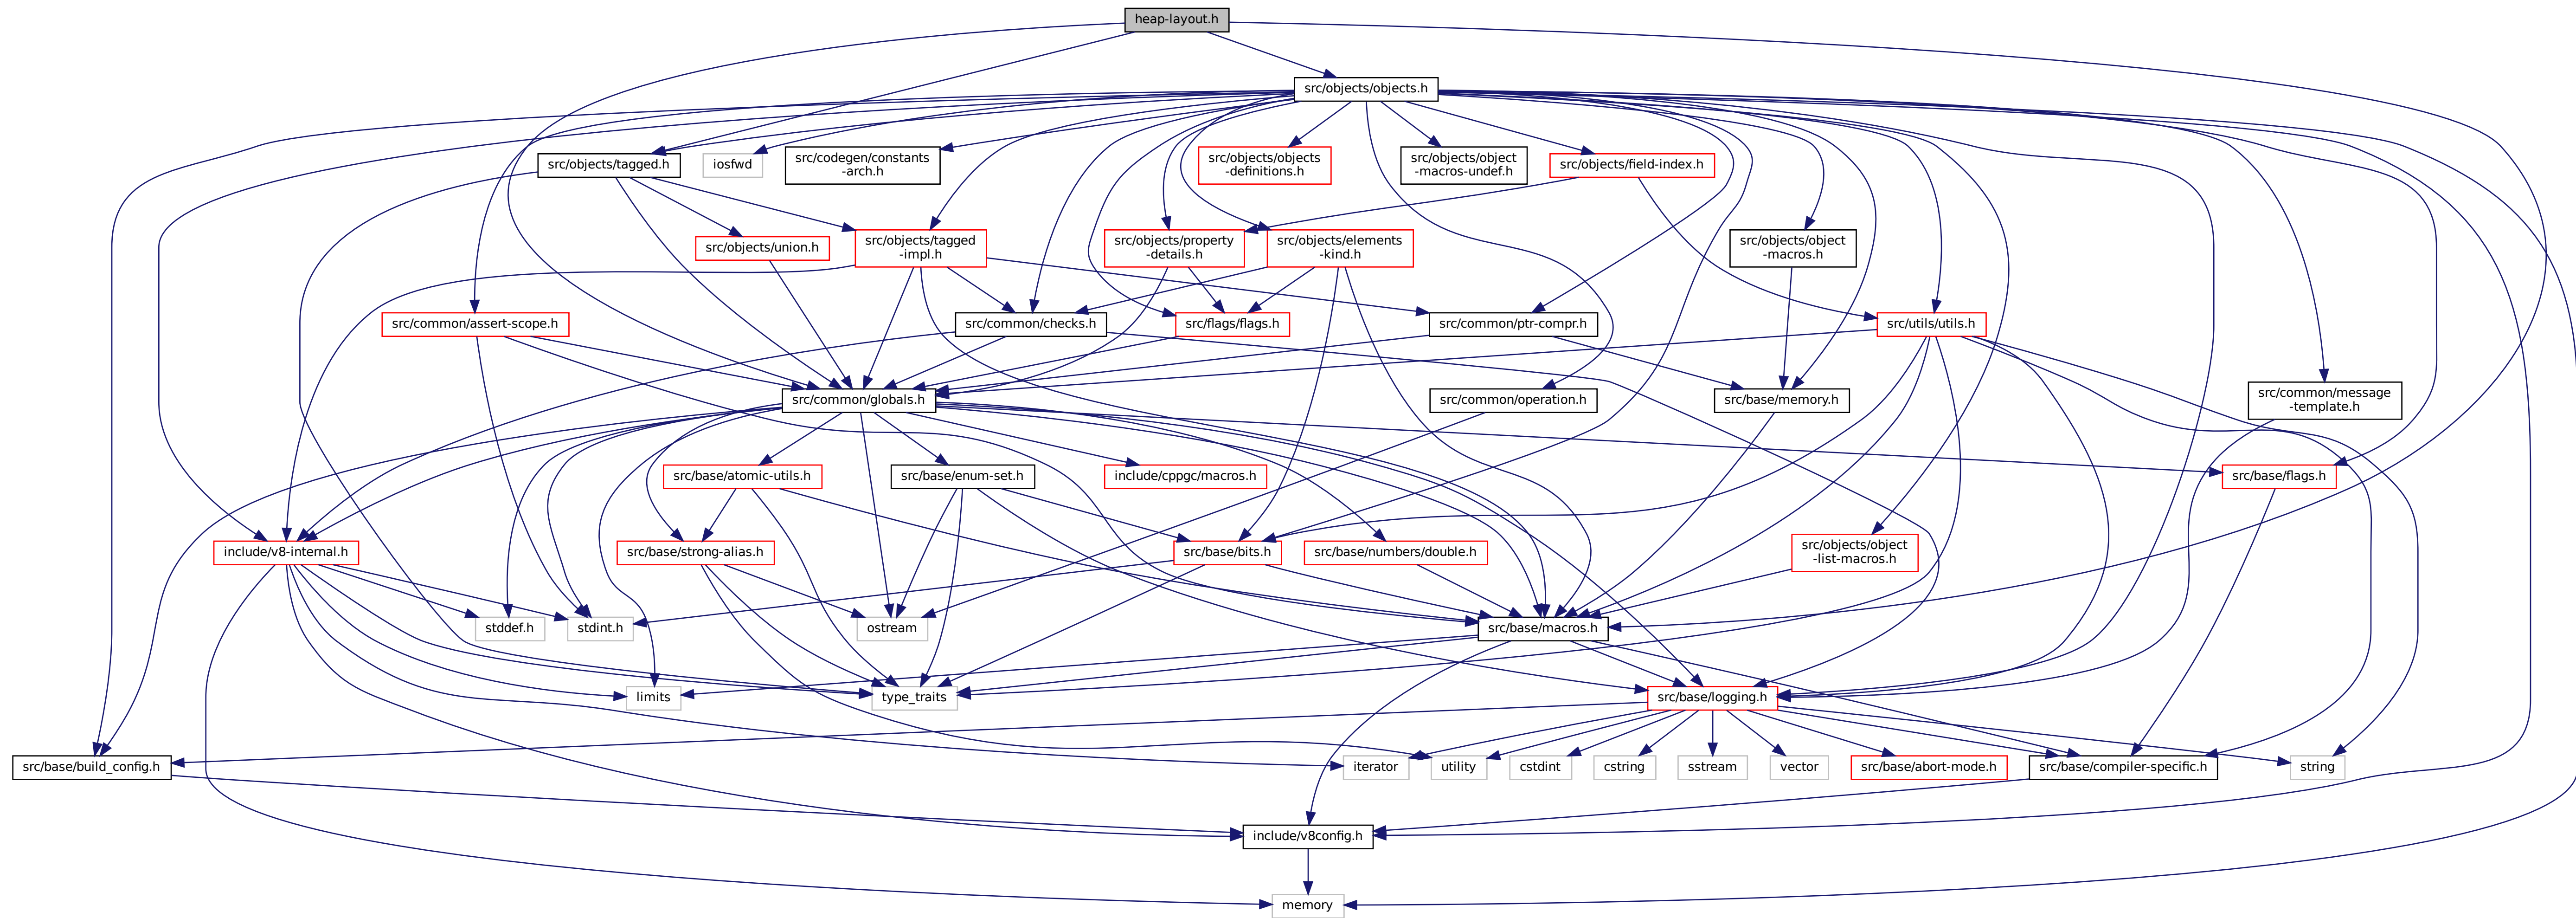 heap-layout.h
src/objects/objects.h
src/objects/tagged.h
iosfwd
src/codegen/constants
-arch.h
src/objects/objects
-definitions.h
src/objects/object
-macros-undef.h
src/objects/field-index.h
src/objects/union.h
src/objects/tagged
-impl.h
src/objects/property
-details.h
src/objects/elements
-kind.h
src/objects/object
-macros.h
src/common/assert-scope.h
src/common/checks.h
src/flags/flags.h
src/common/ptr-compr.h
src/utils/utils.h
src/common/globals.h
src/common/operation.h
src/base/memory.h
src/common/message
-template.h
src/base/atomic-utils.h
src/base/enum-set.h
include/cppgc/macros.h
src/base/flags.h
include/v8-internal.h
src/base/strong-alias.h
src/base/bits.h
src/base/numbers/double.h
src/objects/object
-list-macros.h
stddef.h
stdint.h
ostream
src/base/macros.h
limits
type_traits
src/base/logging.h
src/base/build_config.h
iterator
utility
cstdint
cstring
sstream
vector
src/base/abort-mode.h
src/base/compiler-specific.h
string
include/v8config.h
memory